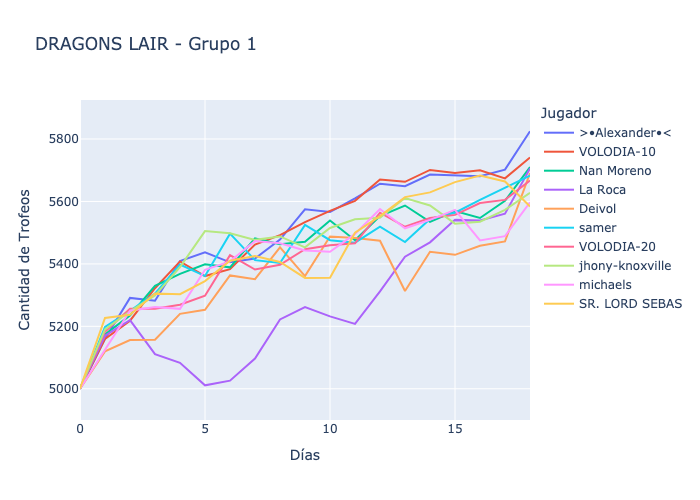 DRAGONS LAIR - Grupo 1
Cantidad de Trofeos
5800
5600
5400
5200
5000
0
5
10
15
Días
Jugador
>•Alexander•<
VOLODIA-10
Nan Moreno
La Roca
Deivol
samer
VOLODIA-20
jhony-knoxville
michaels
SR. LORD SEBAS